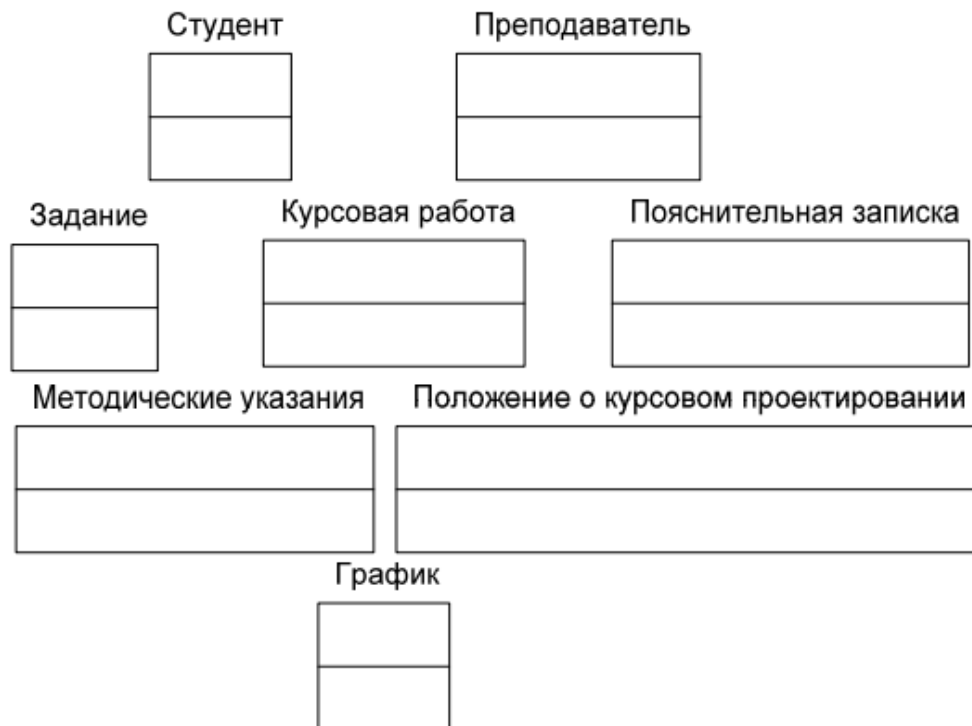 Студент Преподаватель
Задание Курсовая работа Пояснительная записка
Методические указания Положение о курсовом проектировании
График